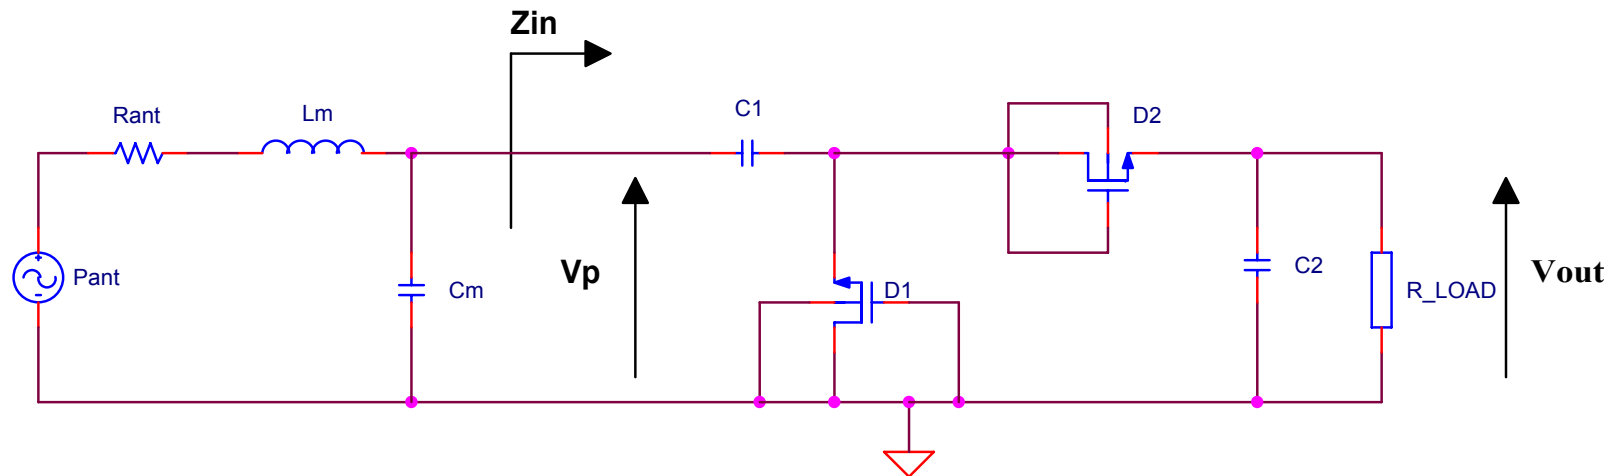 Zin
Rant
Lm
C1
D2
Pant
Cm
Vp
D1
C2
R_LOAD
Vout